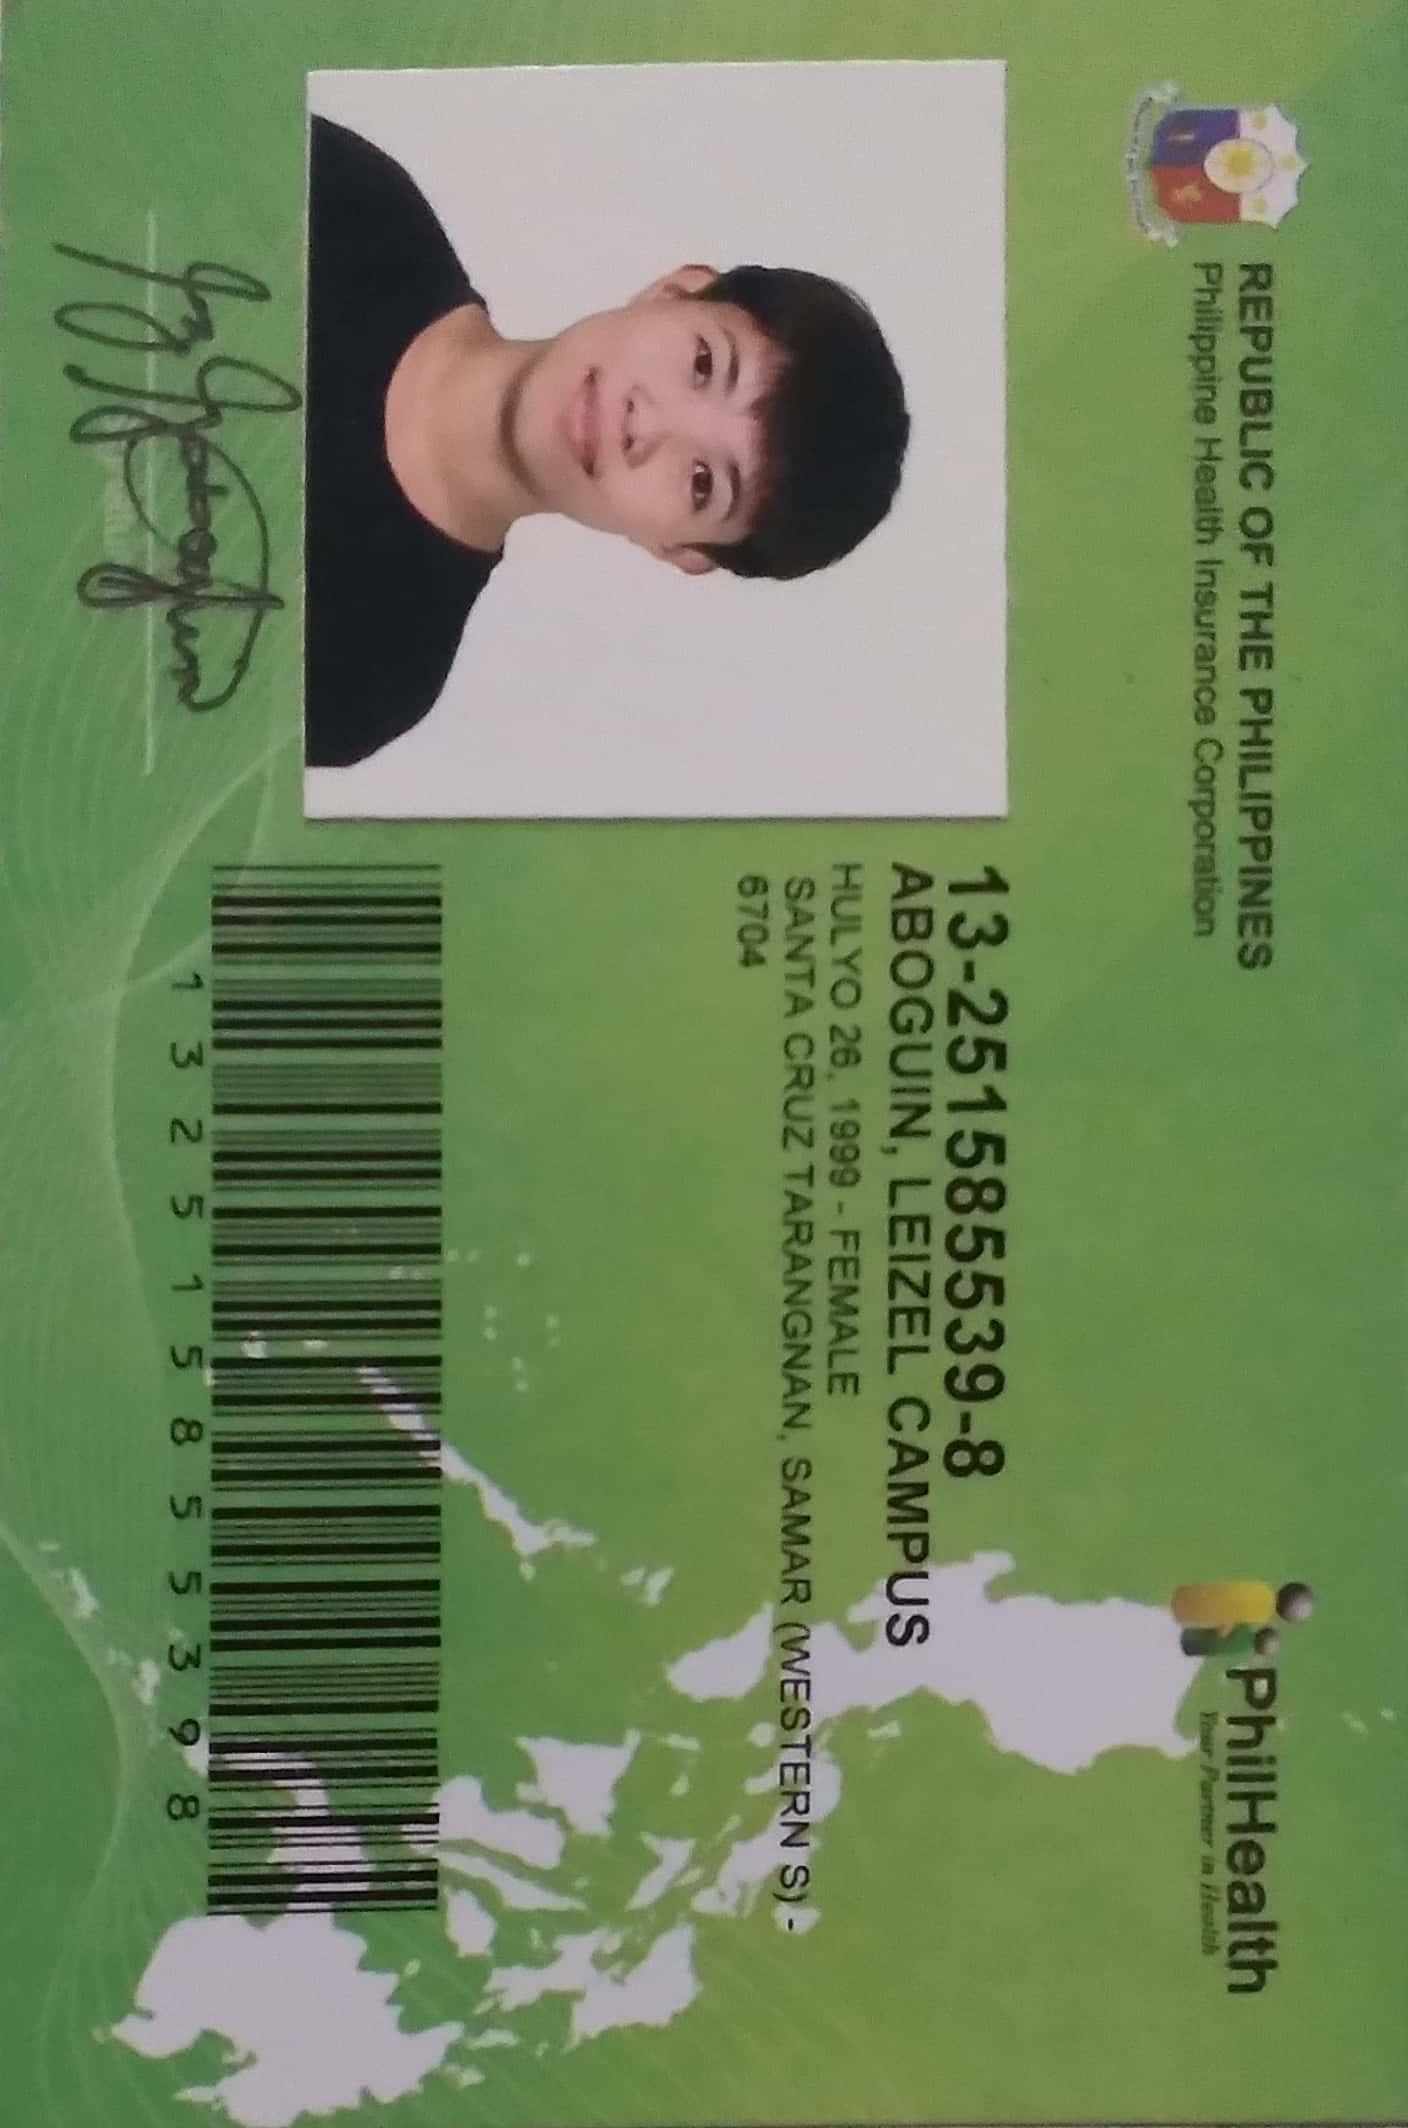 REPUBLIC OF THE PHILIPPINES
Philippine Health Insurance Corporation
PhilHealth
Your Partner in Health
13-251585539-8
ABOGUIN, LEIZEL CAMPUS
HULYO 26, 1999 - FEMALE
SANTA CRUZ TARANGNAN, SAMAR (WESTERN S) -
6704
1 3 2 5 1 5 8 5 5 3 9 8